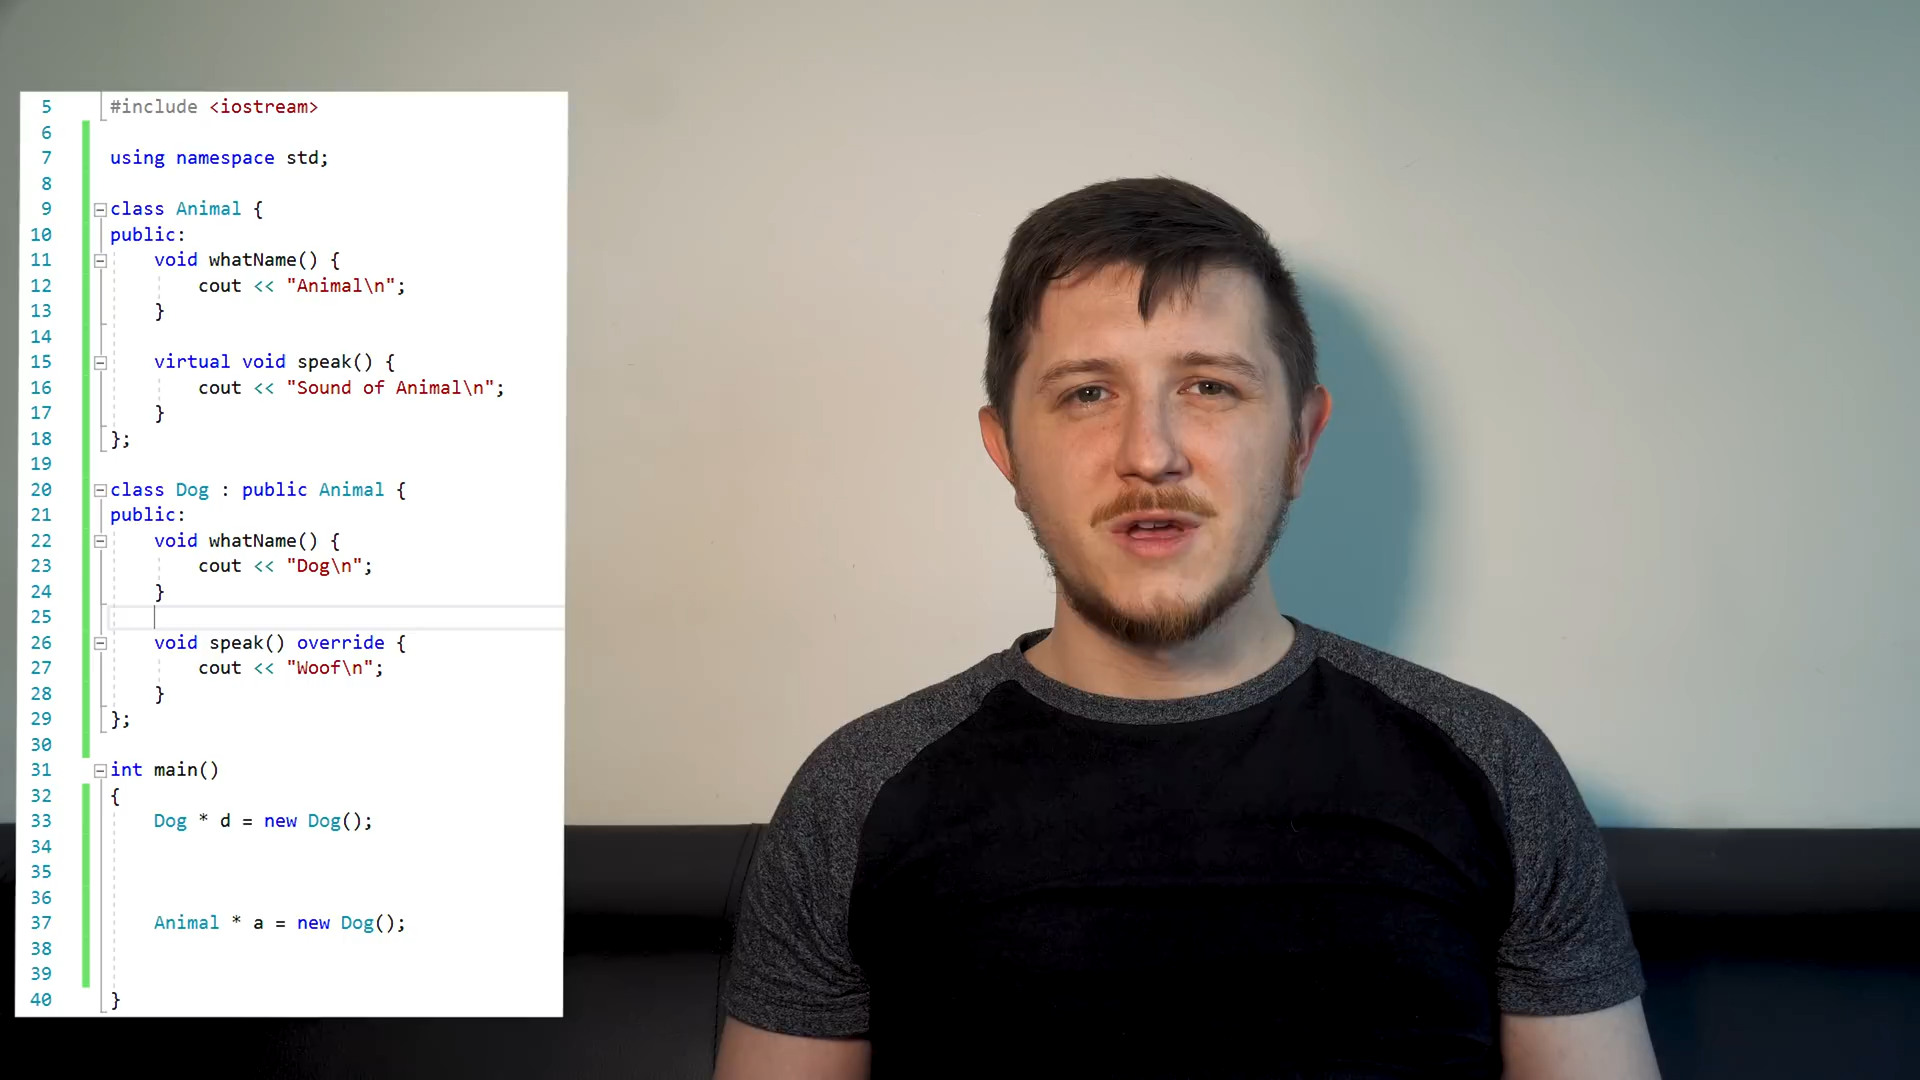 5 #include <iostream>
6
7 using namespace std;
8
9 class Animal {
10 public:
11 void whatName() {
12 cout << "Animal\n";
13 }
14
15 virtual void speak() {
16 cout << "Sound of Animal\n";
17 }
18 };
19
20 class Dog : public Animal {
21 public:
22 void whatName() {
23 cout << "Dog\n";
24 }
25
26 void speak() override {
27 cout << "Woof\n";
28 }
29 };
30
31 int main()
32 {
33 Dog * d = new Dog();
34
35
36
37 Animal * a = new Dog();
38
39
40 }